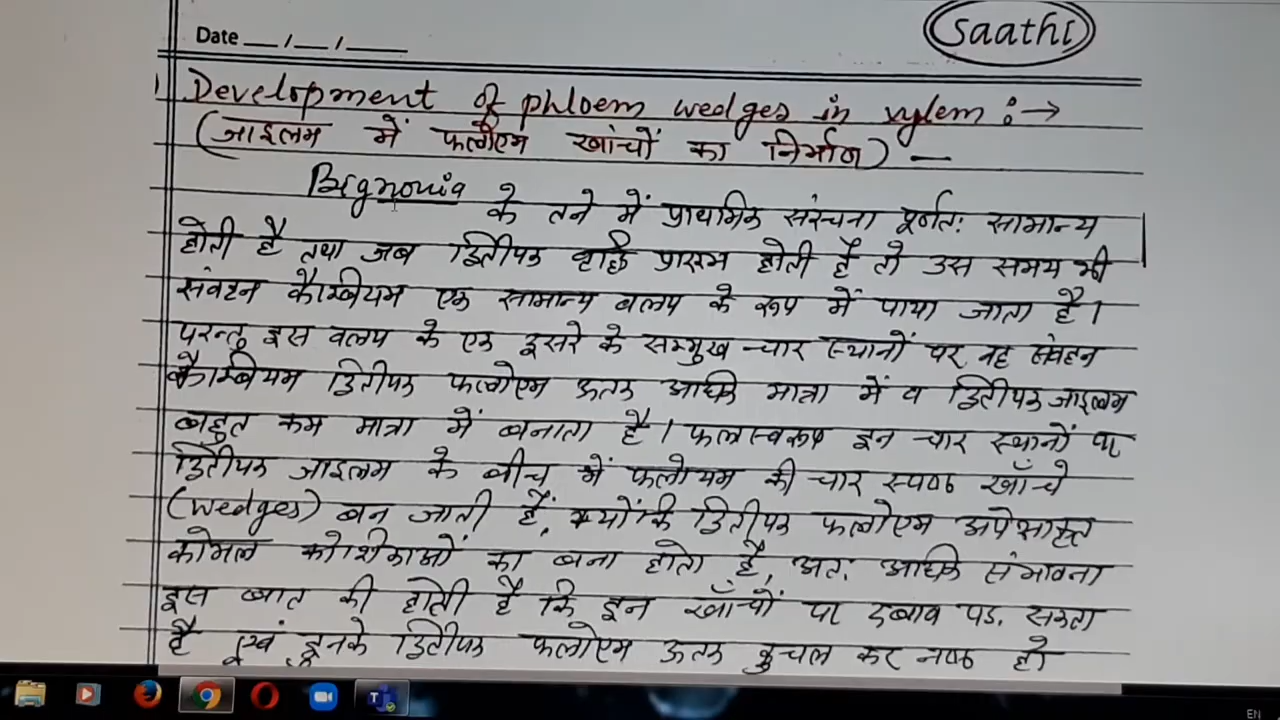 Date __/__/____
Saathi
Development of phloem wedges in xylem :→
(जाइलम में फ्लोएम खांचों का निर्माण) —
Bignonia के तने में प्राथमिक संरचना पूर्णत: सामान्य
होती है तथा जब द्वितीयक वृद्धि प्रारम्भ होती है तो उस समय भी
संवहन कैम्बियम एक सामान्य वलय के रूप में पाया जाता है।
परन्तु इस वलय के एक दूसरे के सम्मुख चार स्थानों पर यह संवहन
कैम्बियम द्वितीयक फ्लोएम ऊतक अधिक मात्रा में व द्वितीयक जाइलम
बहुत कम मात्रा में बनाता है। फलस्वरूप इन चार स्थानों पर
द्वितीयक जाइलम के बीच में फ्लोयम की चार स्पष्ठ खाँचे
(wedges) बन जाती हैं, क्योंकि द्वितीयक फ्लोएम अपेक्षाकृत
कोमल कोशिकाओं का बना होता है, अत: अधिक संभावना
इस बात की होती है कि इन खाँचों पर दबाव पड़ सकता
है एवं इनके द्वितीयक फ्लोएम ऊतक कुचल कर नष्ठ हो
EN